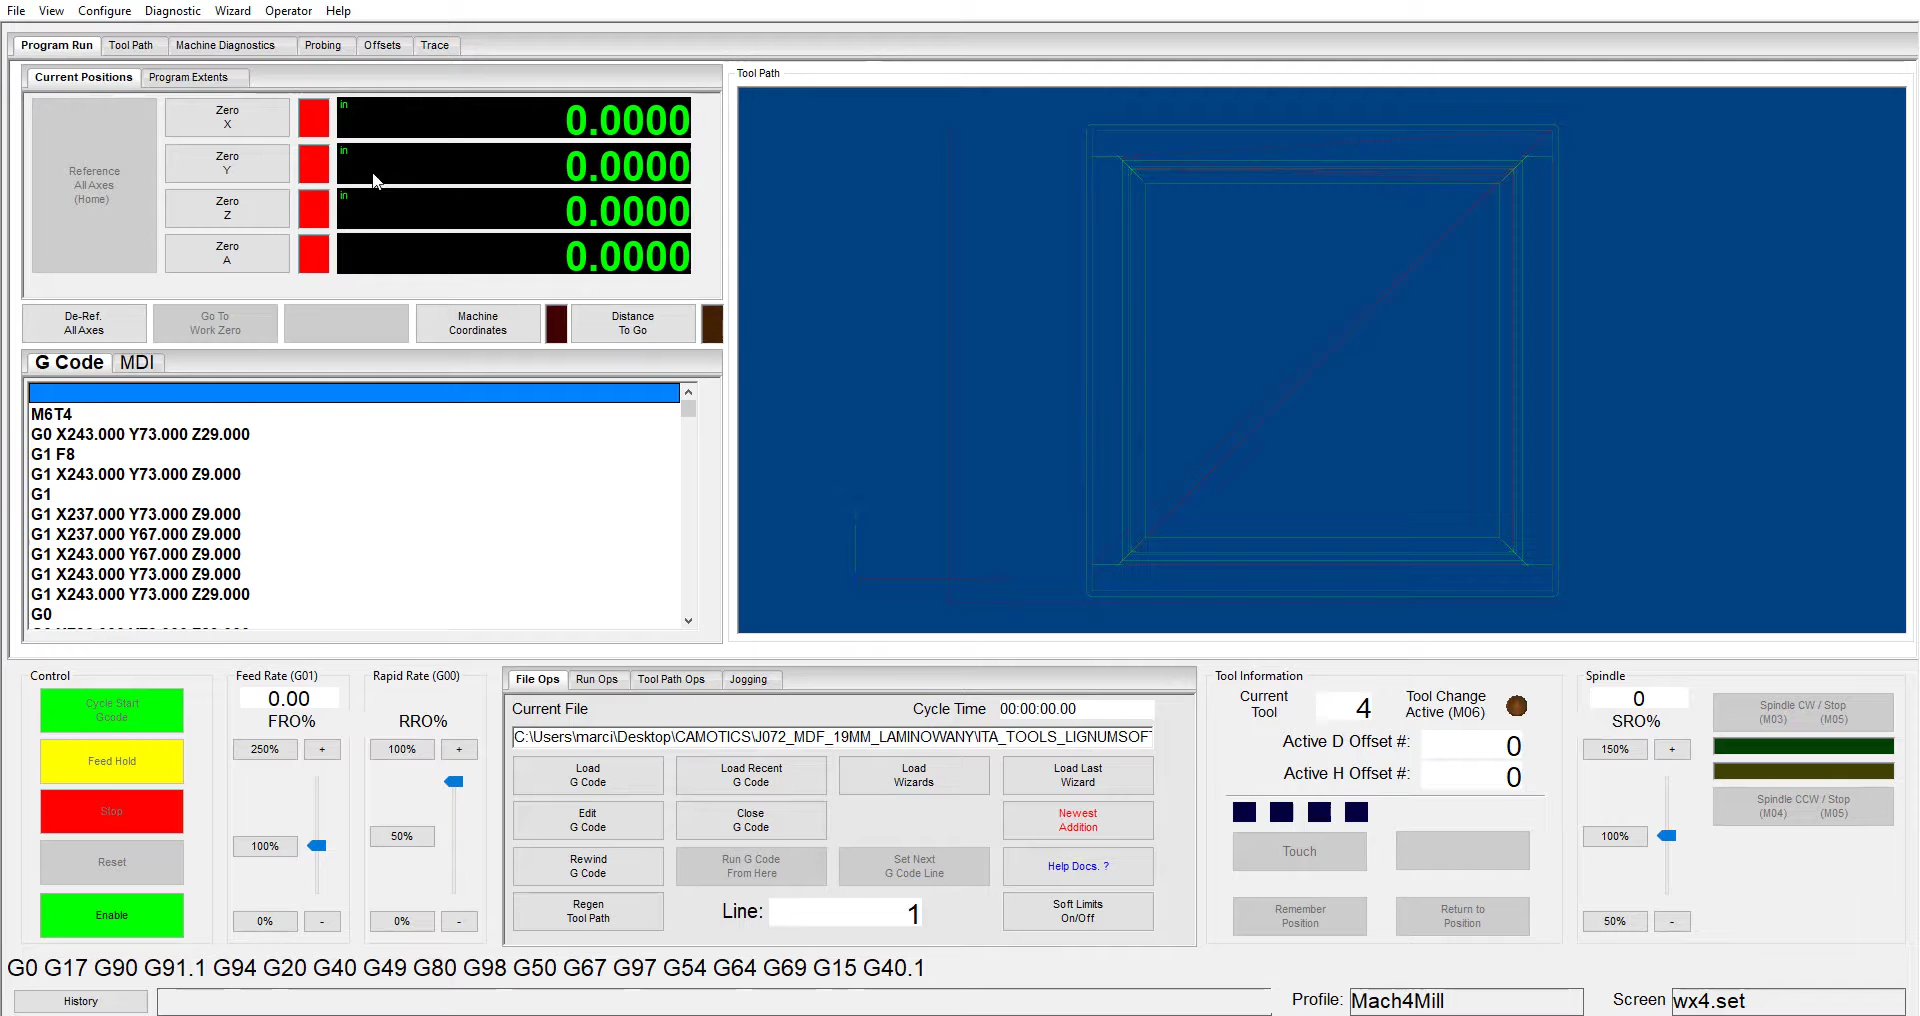 File View Configure Diagnostic Wizard Operator Help
Program Run Tool Path Machine Diagnostics Probing Offsets Trace
Current Positions Program Extents
Tool Path
Reference
All Axes
(Home)
Zero
X
in
0.0000
Zero
Y
in
0.0000
Zero
Z
in
0.0000
Zero
A
0.0000
De-Ref.
All Axes
Go To
Work Zero
Machine
Coordinates
Distance
To Go
G Code MDI
M6T4
G0 X243.000 Y73.000 Z29.000
G1 F8
G1 X243.000 Y73.000 Z9.000
G1
G1 X237.000 Y73.000 Z9.000
G1 X237.000 Y67.000 Z9.000
G1 X243.000 Y67.000 Z9.000
G1 X243.000 Y73.000 Z9.000
G1 X243.000 Y73.000 Z29.000
G0
Control
Cycle Start
Gcode
Feed Hold
Stop
Reset
Enable
Feed Rate (G01)
0.00
FRO%
250% +
100%
0% -
Rapid Rate (G00)
RRO%
100% +
50%
0% -
File Ops Run Ops Tool Path Ops Jogging
Current File Cycle Time 00:00:00.00
C:\Users\marci\Desktop\CAMOTICS\J072_MDF_19MM_LAMINOWANY\ITA_TOOLS_LIGNUMSOF
Load
G Code
Load Recent
G Code
Load
Wizards
Load Last
Wizard
Edit
G Code
Close
G Code
Newest
Addition
Rewind
G Code
Run G Code
From Here
Set Next
G Code Line
Help Docs. ?
Regen
Tool Path
Line: 1
Soft Limits
On/Off
Tool Information
Current
Tool
4
Tool Change
Active (M06)
Active D Offset #: 0
Active H Offset #: 0
Touch
Remember
Position
Return to
Position
Spindle
0
SRO%
150% +
100%
50% -
Spindle CW / Stop
(M03) (M05)
Spindle CCW / Stop
(M04) (M05)
G0 G17 G90 G91.1 G94 G20 G40 G49 G80 G98 G50 G67 G97 G54 G64 G69 G15 G40.1
History
Profile: Mach4Mill
Screen wx4.set